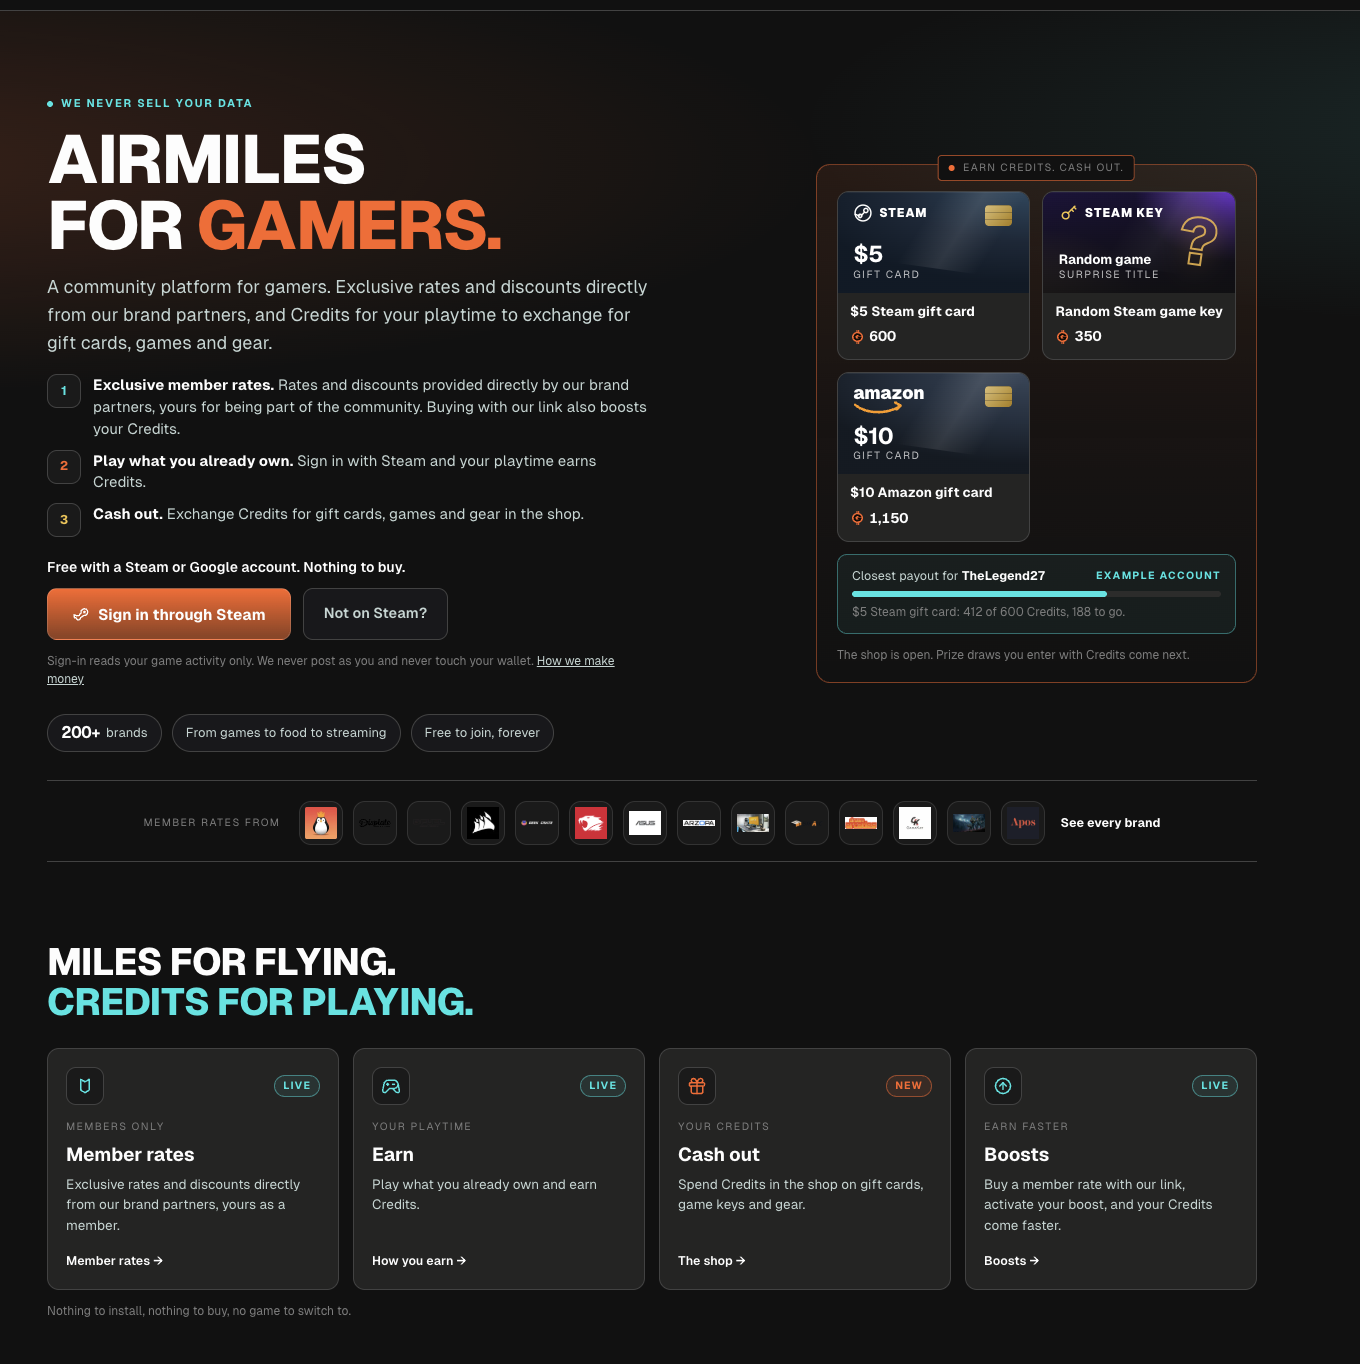 WE NEVER SELL YOUR DATA
AIRMILES
FOR GAMERS.
A community platform for gamers. Exclusive rates and discounts directly
from our brand partners, and Credits for your playtime to exchange for
gift cards, games and gear.
1
Exclusive member rates. Rates and discounts provided directly by our brand
partners, yours for being part of the community. Buying with our link also boosts
your Credits.
2
Play what you already own. Sign in with Steam and your playtime earns
Credits.
3
Cash out. Exchange Credits for gift cards, games and gear in the shop.
Free with a Steam or Google account. Nothing to buy.
Sign in through Steam
Not on Steam?
Sign-in reads your game activity only. We never post as you and never touch your wallet. How we make
money
200+ brands
From games to food to streaming
Free to join, forever
EARN CREDITS. CASH OUT.
STEAM
$5
GIFT CARD
$5 Steam gift card
600
STEAM KEY
?
Random game
SURPRISE TITLE
Random Steam game key
350
amazon
$10
GIFT CARD
$10 Amazon gift card
1,150
Closest payout for TheLegend27
EXAMPLE ACCOUNT
$5 Steam gift card: 412 of 600 Credits, 188 to go.
The shop is open. Prize draws you enter with Credits come next.
MEMBER RATES FROM
ASUS
ARZOPA
Apos
See every brand
MILES FOR FLYING.
CREDITS FOR PLAYING.
LIVE
MEMBERS ONLY
Member rates
Exclusive rates and discounts directly
from our brand partners, yours as a
member.
Member rates →
LIVE
YOUR PLAYTIME
Earn
Play what you already own and earn
Credits.
How you earn →
NEW
YOUR CREDITS
Cash out
Spend Credits in the shop on gift cards,
game keys and gear.
The shop →
LIVE
EARN FASTER
Boosts
Buy a member rate with our link,
activate your boost, and your Credits
come faster.
Boosts →
Nothing to install, nothing to buy, no game to switch to.